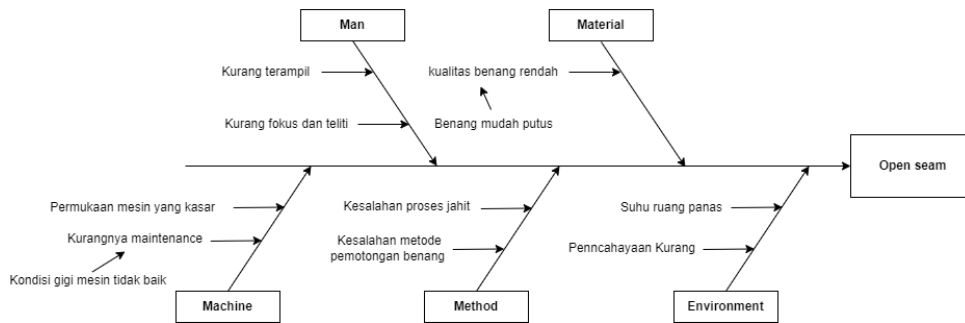 Man
Material
Kurang terampil
kualitas benang rendah
Kurang fokus dan teliti
Benang mudah putus
Open seam
Permukaan mesin yang kasar
Kesalahan proses jahit
Suhu ruang panas
Kurangnya maintenance
Kesalahan metode
pemotongan benang
Penncahayaan Kurang
Kondisi gigi mesin tidak baik
Machine
Method
Environment